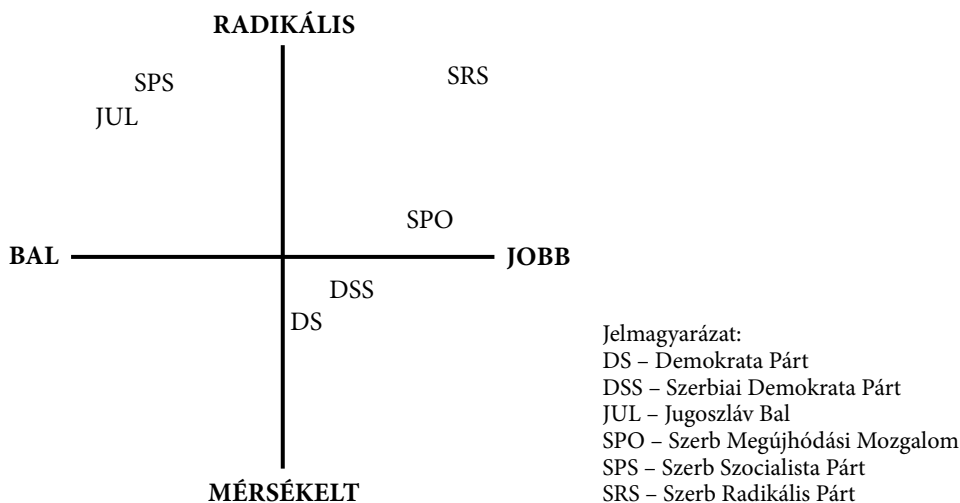 RADIKÁLIS
SPS
SRS
JUL
SPO
BAL
JOBB
DSS
DS
MÉRSÉKELT
Jelmagyarázat:
DS – Demokrata Párt
DSS – Szerbiai Demokrata Párt
JUL – Jugoszláv Bal
SPO – Szerb Megújhódási Mozgalom
SPS – Szerb Szocialista Párt
SRS – Szerb Radikális Párt